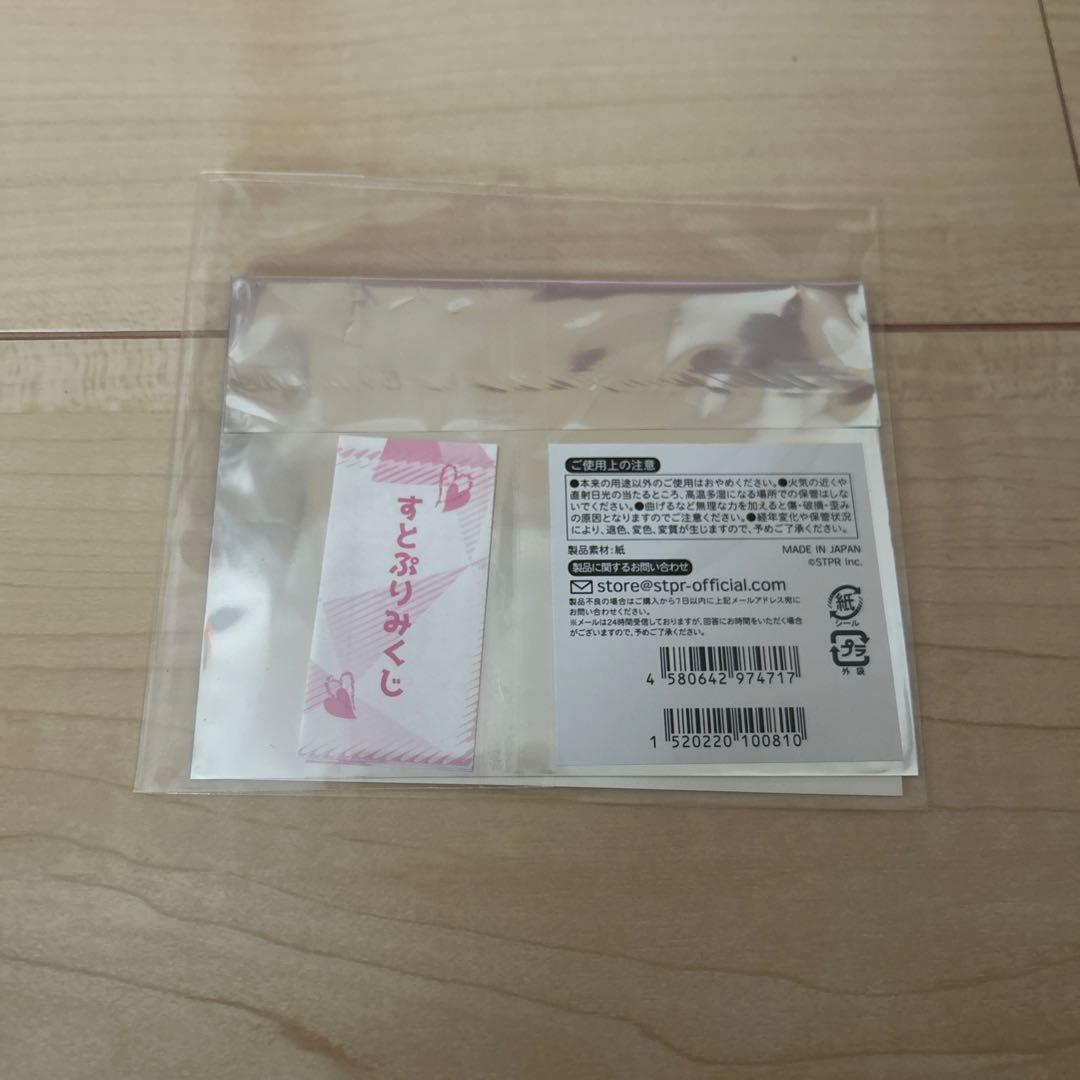 すとぷりみくじ
ご使用上の注意
●本来の用途以外のご使用はおやめください。●火気の近くや
直射日光の当たるところ、高温多湿になる場所での保管はしな
いでください。●曲げるなど無理な力を加えると傷・破損・歪み
の原因となりますのでご注意ください。●経年変化や保管状況
により、退色、変色、変質が生じますので、予めご了承ください。
製品素材:紙
MADE IN JAPAN
©STPR Inc.
製品に関するお問い合わせ
store@stpr-official.com
製品不良の場合はご購入から7日以内に上記メールアドレス宛に
お問い合わせください。
※メールは24時間受信しておりますが、回答にお時間をいただく場合
がございますので、予めご了承ください。
紙
シール
プラ
外袋
4 580642 974717
1 520220 100810